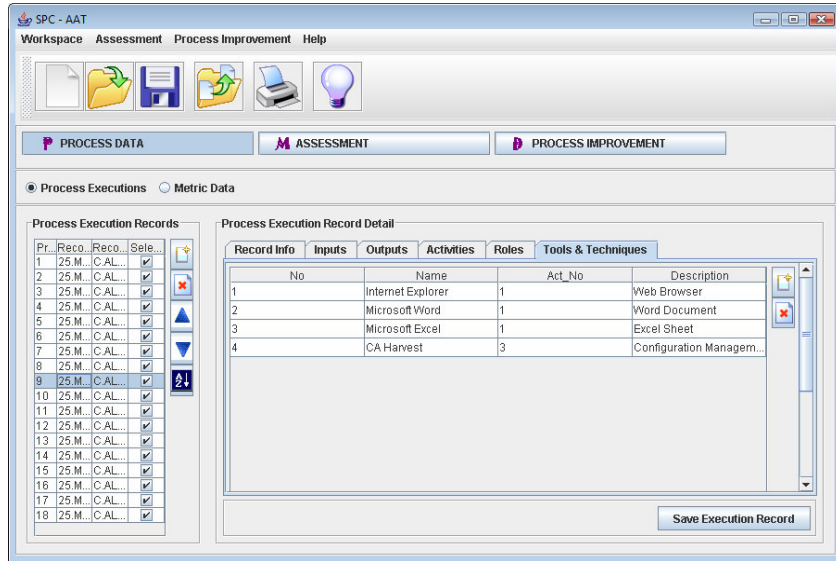 SPC - AAT
Workspace Assessment Process Improvement Help
P PROCESS DATA M ASSESSMENT D PROCESS IMPROVEMENT
Process Executions Metric Data
Process Execution Records
Pr... Reco... Reco... Sele...
1 25.M... C.AL...
2 25.M... C.AL...
3 25.M... C.AL...
4 25.M... C.AL...
5 25.M... C.AL...
6 25.M... C.AL...
7 25.M... C.AL...
8 25.M... C.AL...
9 25.M... C.AL...
10 25.M... C.AL...
11 25.M... C.AL...
12 25.M... C.AL...
13 25.M... C.AL...
14 25.M... C.AL...
15 25.M... C.AL...
16 25.M... C.AL...
17 25.M... C.AL...
18 25.M... C.AL...
A Z
Process Execution Record Detail
Record Info Inputs Outputs Activities Roles Tools & Techniques
No Name Act_No Description
1 Internet Explorer 1 Web Browser
2 Microsoft Word 1 Word Document
3 Microsoft Excel 1 Excel Sheet
4 CA Harvest 3 Configuration Managem...
Save Execution Record